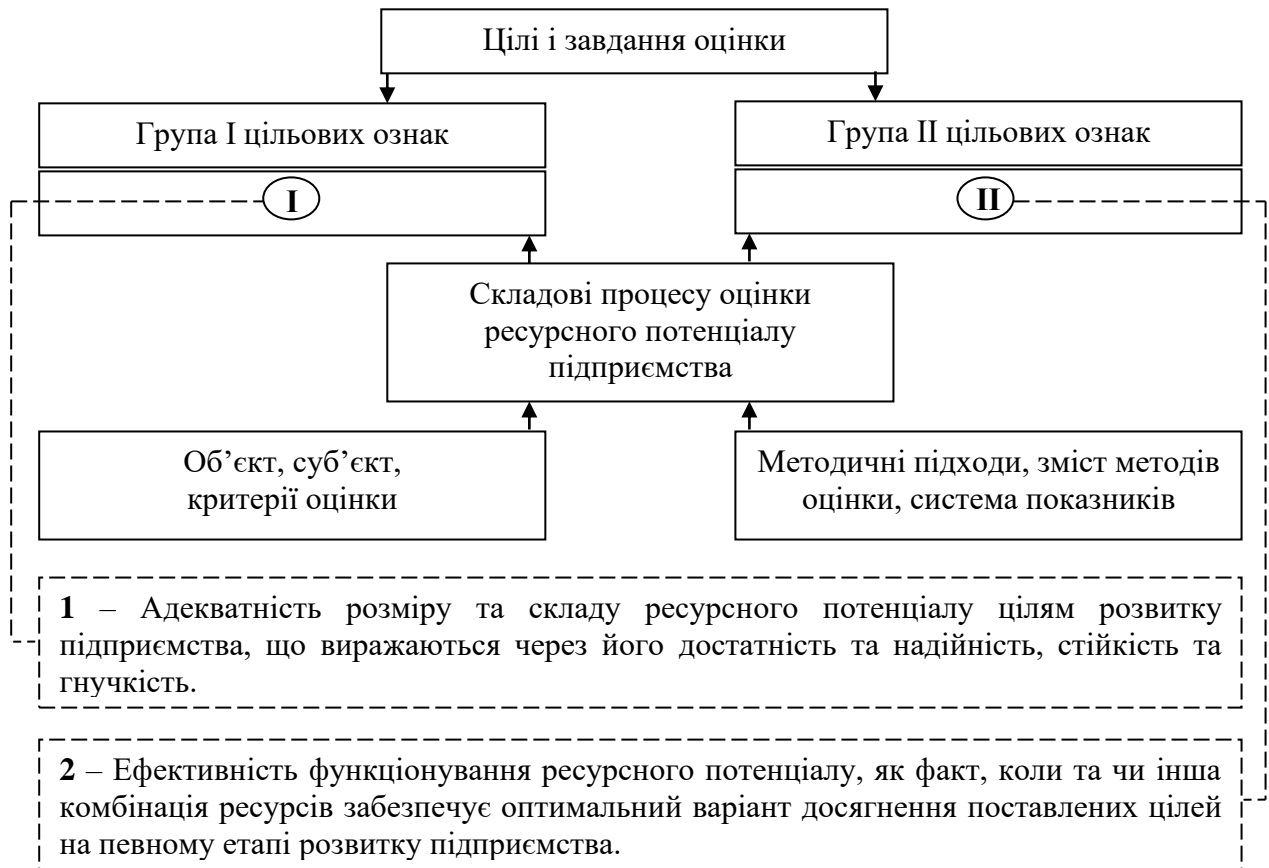 Цілі і завдання оцінки
Група І цільових ознак
Група ІІ цільових ознак
І
ІІ
Складові процесу оцінки
ресурсного потенціалу
підприємства
Об’єкт, суб’єкт,
критерії оцінки
Методичні підходи, зміст методів
оцінки, система показників
1 – Адекватність розміру та складу ресурсного потенціалу цілям розвитку
підприємства, що виражаються через його достатність та надійність, стійкість та
гнучкість.
2 – Ефективність функціонування ресурсного потенціалу, як факт, коли та чи інша
комбінація ресурсів забезпечує оптимальний варіант досягнення поставлених цілей
на певному етапі розвитку підприємства.